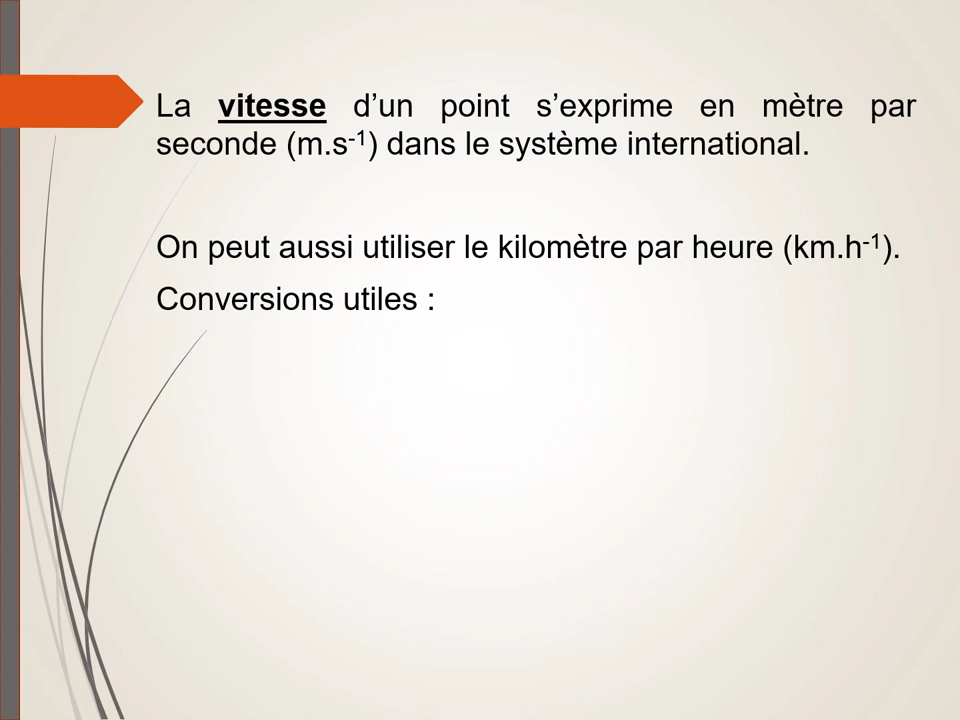 La vitesse d’un point s’exprime en mètre par
seconde (m.s⁻¹) dans le système international.
On peut aussi utiliser le kilomètre par heure (km.h⁻¹).
Conversions utiles :